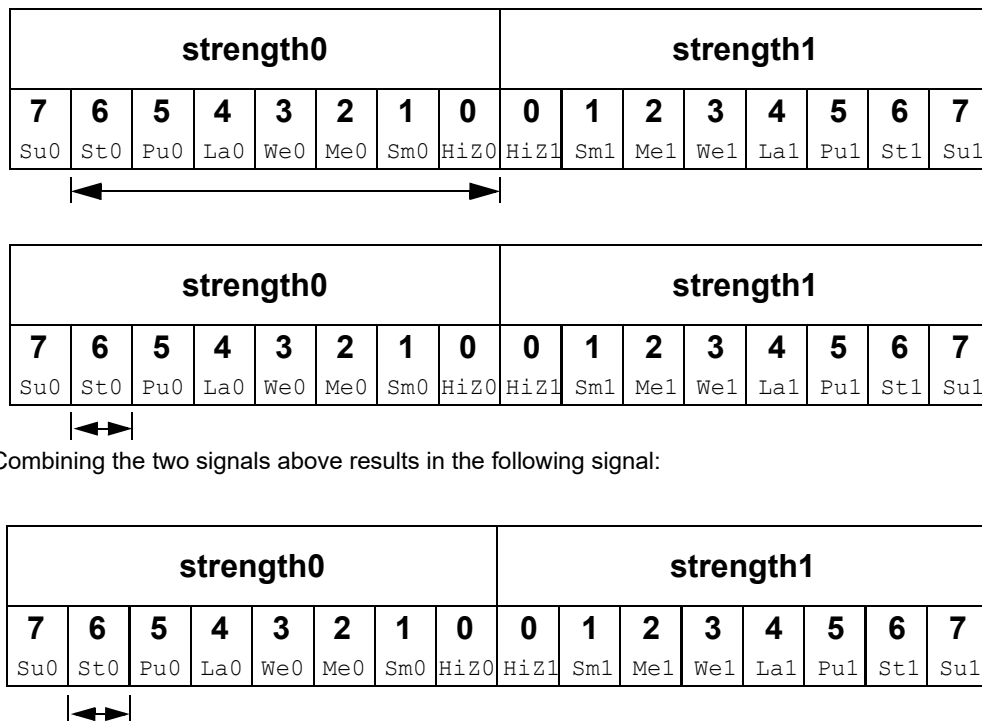 strength0 strength1
7 6 5 4 3 2 1 0 0 1 2 3 4 5 6 7
Su0 St0 Pu0 La0 We0 Me0 Sm0 HiZ0 HiZ1 Sm1 Me1 We1 La1 Pu1 St1 Su1
strength0 strength1
7 6 5 4 3 2 1 0 0 1 2 3 4 5 6 7
Su0 St0 Pu0 La0 We0 Me0 Sm0 HiZ0 HiZ1 Sm1 Me1 We1 La1 Pu1 St1 Su1
Combining the two signals above results in the following signal:
strength0 strength1
7 6 5 4 3 2 1 0 0 1 2 3 4 5 6 7
Su0 St0 Pu0 La0 We0 Me0 Sm0 HiZ0 HiZ1 Sm1 Me1 We1 La1 Pu1 St1 Su1